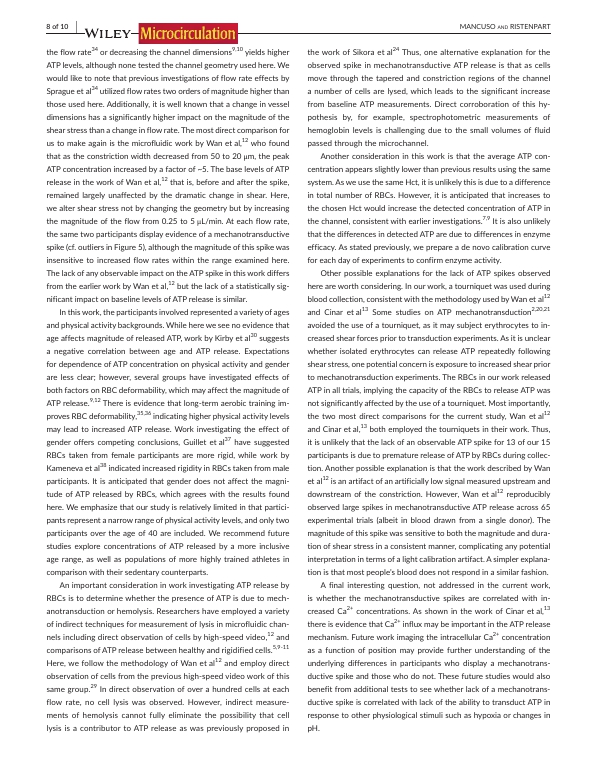 8 of 10
WILEY
Microcirculation
MANCUSO AND RISTENPART
the flow rate34 or decreasing the channel dimensions9,10 yields higher
ATP levels, although none tested the channel geometry used here. We
would like to note that previous investigations of flow rate effects by
Sprague et al34 utilized flow rates two orders of magnitude higher than
those used here. Additionally, it is well known that a change in vessel
dimensions has a significantly higher impact on the magnitude of the
shear stress than a change in flow rate. The most direct comparison for
us to make again is the microfluidic work by Wan et al,12 who found
that as the constriction width decreased from 50 to 20 μm, the peak
ATP concentration increased by a factor of ~5. The base levels of ATP
release in the work of Wan et al,12 that is, before and after the spike,
remained largely unaffected by the dramatic change in shear. Here,
we alter shear stress not by changing the geometry but by increasing
the magnitude of the flow from 0.25 to 5 μL/min. At each flow rate,
the same two participants display evidence of a mechanotransductive
spike (cf. outliers in Figure 5), although the magnitude of this spike was
insensitive to increased flow rates within the range examined here.
The lack of any observable impact on the ATP spike in this work differs
from the earlier work by Wan et al,12 but the lack of a statistically sig-
nificant impact on baseline levels of ATP release is similar.
In this work, the participants involved represented a variety of ages
and physical activity backgrounds. While here we see no evidence that
age affects magnitude of released ATP, work by Kirby et al30 suggests
a negative correlation between age and ATP release. Expectations
for dependence of ATP concentration on physical activity and gender
are less clear; however, several groups have investigated effects of
both factors on RBC deformability, which may affect the magnitude of
ATP release.9,12 There is evidence that long-term aerobic training im-
proves RBC deformability,35,36 indicating higher physical activity levels
may lead to increased ATP release. Work investigating the effect of
gender offers competing conclusions, Guillet et al37 have suggested
RBCs taken from female participants are more rigid, while work by
Kameneva et al38 indicated increased rigidity in RBCs taken from male
participants. It is anticipated that gender does not affect the magni-
tude of ATP released by RBCs, which agrees with the results found
here. We emphasize that our study is relatively limited in that partici-
pants represent a narrow range of physical activity levels, and only two
participants over the age of 40 are included. We recommend future
studies explore concentrations of ATP released by a more inclusive
age range, as well as populations of more highly trained athletes in
comparison with their sedentary counterparts.
An important consideration in work investigating ATP release by
RBCs is to determine whether the presence of ATP is due to mech-
anotransduction or hemolysis. Researchers have employed a variety
of indirect techniques for measurement of lysis in microfluidic chan-
nels including direct observation of cells by high-speed video,12 and
comparisons of ATP release between healthy and rigidified cells.5,9-11
Here, we follow the methodology of Wan et al12 and employ direct
observation of cells from the previous high-speed video work of this
same group.29 In direct observation of over a hundred cells at each
flow rate, no cell lysis was observed. However, indirect measure-
ments of hemolysis cannot fully eliminate the possibility that cell
lysis is a contributor to ATP release as was previously proposed in
the work of Sikora et al24 Thus, one alternative explanation for the
observed spike in mechanotransductive ATP release is that as cells
move through the tapered and constriction regions of the channel
a number of cells are lysed, which leads to the significant increase
from baseline ATP measurements. Direct corroboration of this hy-
pothesis by, for example, spectrophotometric measurements of
hemoglobin levels is challenging due to the small volumes of fluid
passed through the microchannel.
Another consideration in this work is that the average ATP con-
centration appears slightly lower than previous results using the same
system. As we use the same Hct, it is unlikely this is due to a difference
in total number of RBCs. However, it is anticipated that increases to
the chosen Hct would increase the detected concentration of ATP in
the channel, consistent with earlier investigations.7,9 It is also unlikely
that the differences in detected ATP are due to differences in enzyme
efficacy. As stated previously, we prepare a de novo calibration curve
for each day of experiments to confirm enzyme activity.
Other possible explanations for the lack of ATP spikes observed
here are worth considering. In our work, a tourniquet was used during
blood collection, consistent with the methodology used by Wan et al12
and Cinar et al13 Some studies on ATP mechanotransduction2,20,21
avoided the use of a tourniquet, as it may subject erythrocytes to in-
creased shear forces prior to transduction experiments. As it is unclear
whether isolated erythrocytes can release ATP repeatedly following
shear stress, one potential concern is exposure to increased shear prior
to mechanotransduction experiments. The RBCs in our work released
ATP in all trials, implying the capacity of the RBCs to release ATP was
not significantly affected by the use of a tourniquet. Most importantly,
the two most direct comparisons for the current study, Wan et al12
and Cinar et al,13 both employed the tourniquets in their work. Thus,
it is unlikely that the lack of an observable ATP spike for 13 of our 15
participants is due to premature release of ATP by RBCs during collec-
tion. Another possible explanation is that the work described by Wan
et al12 is an artifact of an artificially low signal measured upstream and
downstream of the constriction. However, Wan et al12 reproducibly
observed large spikes in mechanotransductive ATP release across 65
experimental trials (albeit in blood drawn from a single donor). The
magnitude of this spike was sensitive to both the magnitude and dura-
tion of shear stress in a consistent manner, complicating any potential
interpretation in terms of a light calibration artifact. A simpler explana-
tion is that most people's blood does not respond in a similar fashion.
A final interesting question, not addressed in the current work,
is whether the mechanotransductive spikes are correlated with in-
creased Ca2+ concentrations. As shown in the work of Cinar et al,13
there is evidence that Ca2+ influx may be important in the ATP release
mechanism. Future work imaging the intracellular Ca2+ concentration
as a function of position may provide further understanding of the
underlying differences in participants who display a mechanotrans-
ductive spike and those who do not. These future studies would also
benefit from additional tests to see whether lack of a mechanotrans-
ductive spike is correlated with lack of the ability to transduct ATP in
response to other physiological stimuli such as hypoxia or changes in
pH.